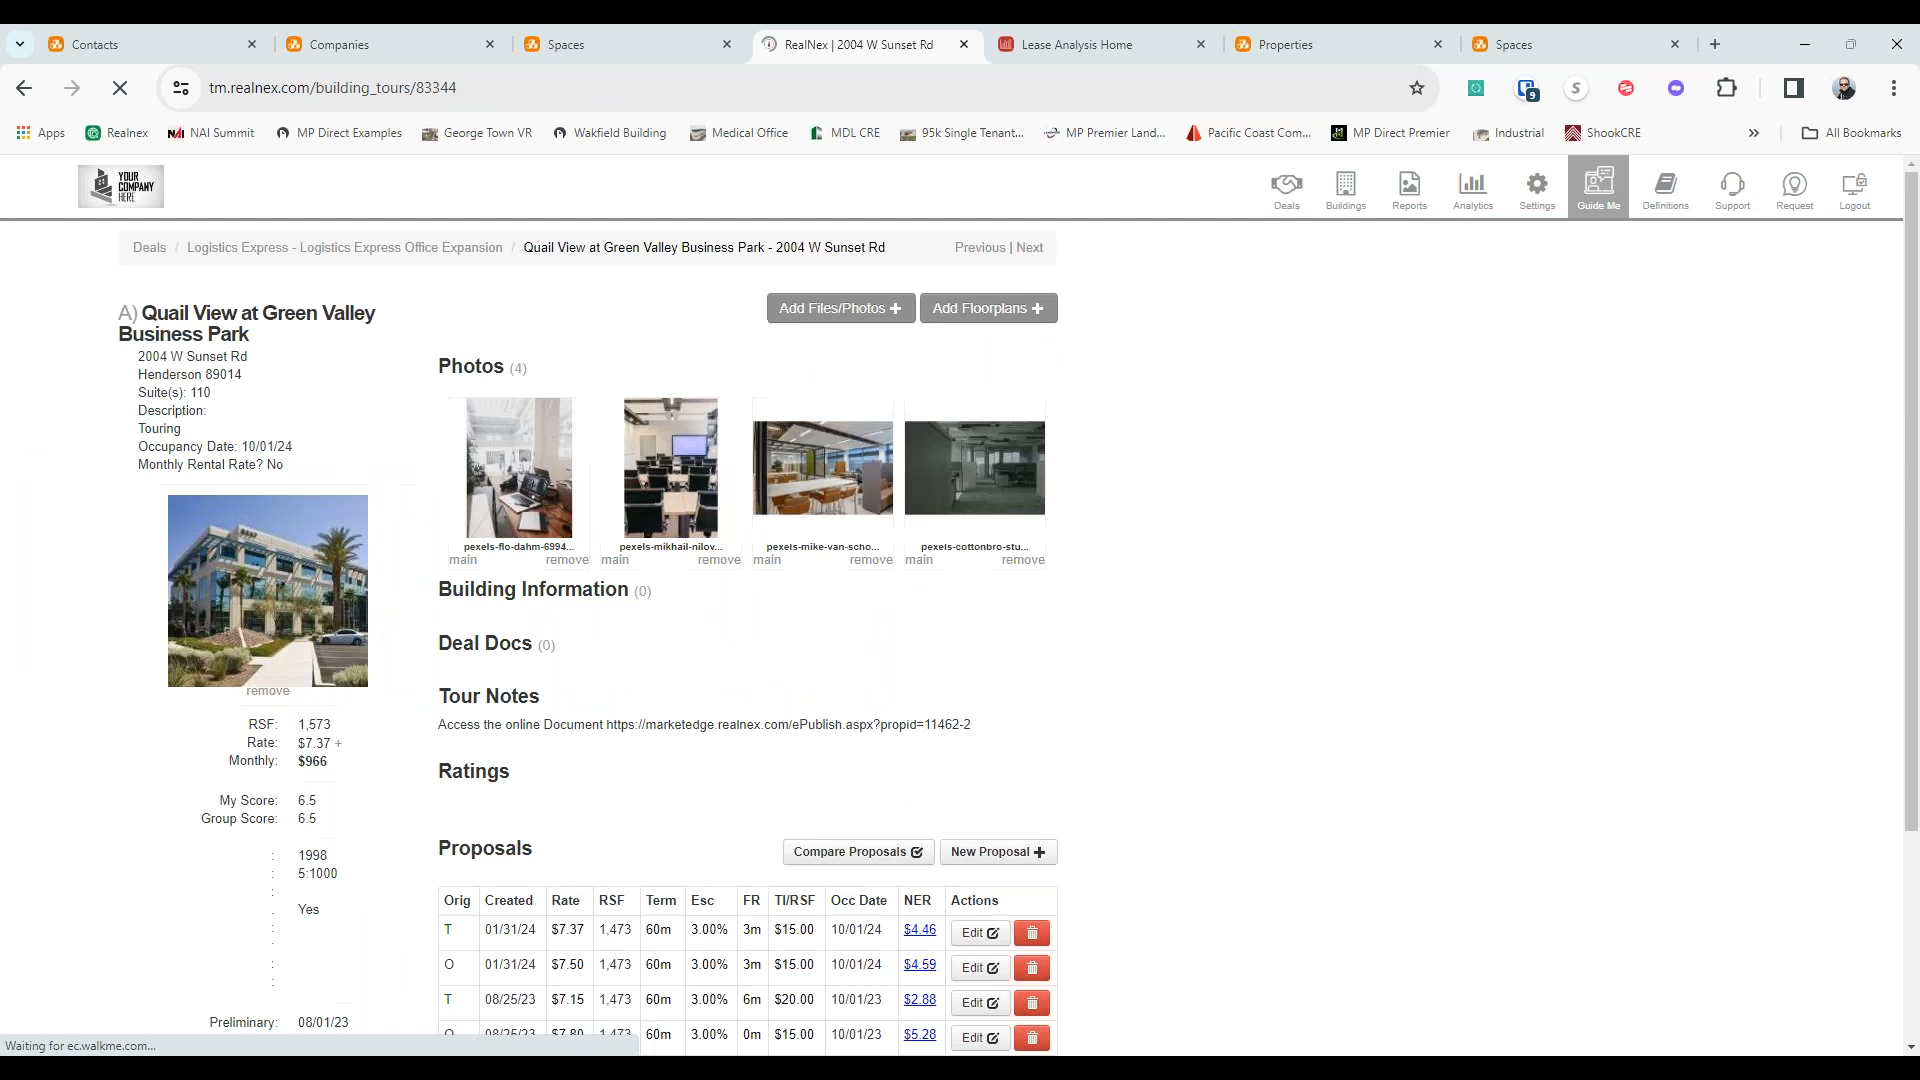 Contacts
Companies
Spaces
RealNex | 2004 W Sunset Rd
Lease Analysis Home
Properties
Spaces
tm.realnex.com/building_tours/83344
9
S
Apps
Realnex
NAI Summit
MP Direct Examples
George Town VR
Wakfield Building
Medical Office
MDL CRE
95k Single Tenant...
MP Premier Land...
Pacific Coast Com...
MP Direct Premier
Industrial
ShookCRE
All Bookmarks
YOUR
COMPANY
HERE
Deals
Buildings
Reports
Analytics
Settings
Guide Me
Definitions
Support
Request
Logout
Deals / Logistics Express - Logistics Express Office Expansion / Quail View at Green Valley Business Park - 2004 W Sunset Rd
Previous | Next
A) Quail View at Green Valley
Business Park
2004 W Sunset Rd
Henderson 89014
Suite(s): 110
Description:
Touring
Occupancy Date: 10/01/24
Monthly Rental Rate? No
remove
RSF: 1,573
Rate: $7.37 +
Monthly: $966
My Score: 6.5
Group Score: 6.5
: 1998
: 5:1000
:
: Yes
:
:
:
:
Preliminary: 08/01/23
Add Files/Photos +
Add Floorplans +
Photos (4)
pexels-flo-dahm-6994...
main remove
pexels-mikhail-nilov...
main remove
pexels-mike-van-scho...
main remove
pexels-cottonbro-stu...
main remove
Building Information (0)
Deal Docs (0)
Tour Notes
Access the online Document https://marketedge.realnex.com/ePublish.aspx?propid=11462-2
Ratings
Proposals
Compare Proposals
New Proposal +
Orig Created Rate RSF Term Esc FR TI/RSF Occ Date NER Actions
T 01/31/24 $7.37 1,473 60m 3.00% 3m $15.00 10/01/24 $4.46 Edit
O 01/31/24 $7.50 1,473 60m 3.00% 3m $15.00 10/01/24 $4.59 Edit
T 08/25/23 $7.15 1,473 60m 3.00% 6m $20.00 10/01/23 $2.88 Edit
O 08/25/23 $7.80 1,473 60m 3.00% 0m $15.00 10/01/23 $5.28 Edit
Waiting for ec.walkme.com...